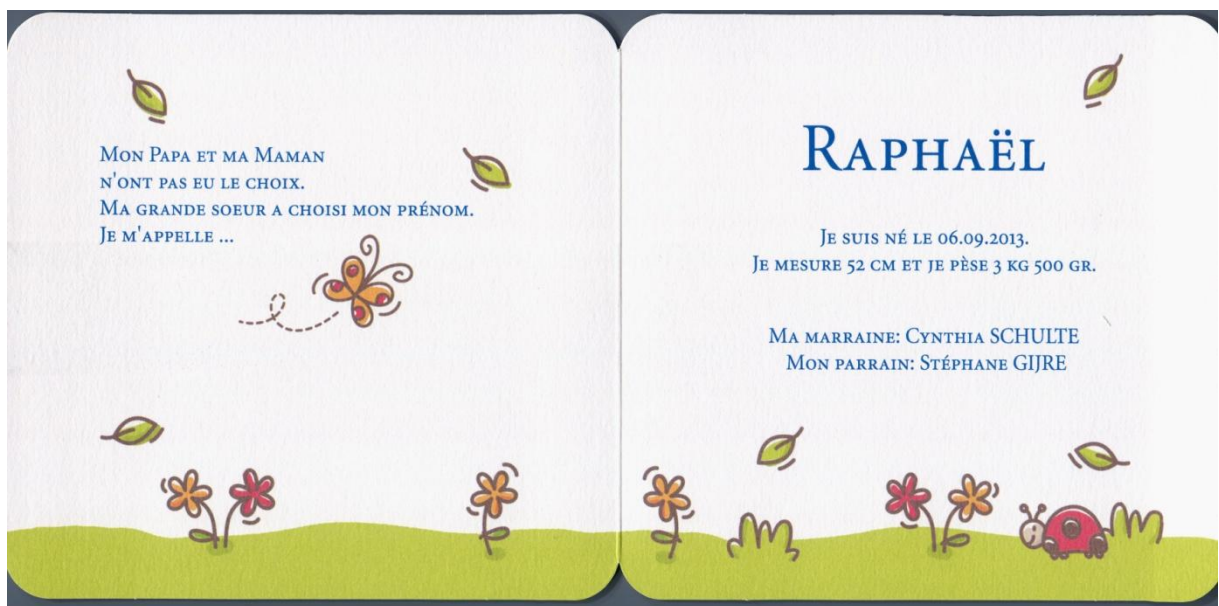 Mon Papa et ma Maman
n'ont pas eu le choix.
Ma grande soeur a choisi mon prénom.
Je m'appelle ...
Raphaël
Je suis né le 06.09.2013.
Je mesure 52 cm et je pèse 3 kg 500 gr.
Ma marraine: Cynthia SCHULTE
Mon parrain: Stéphane GIJRE